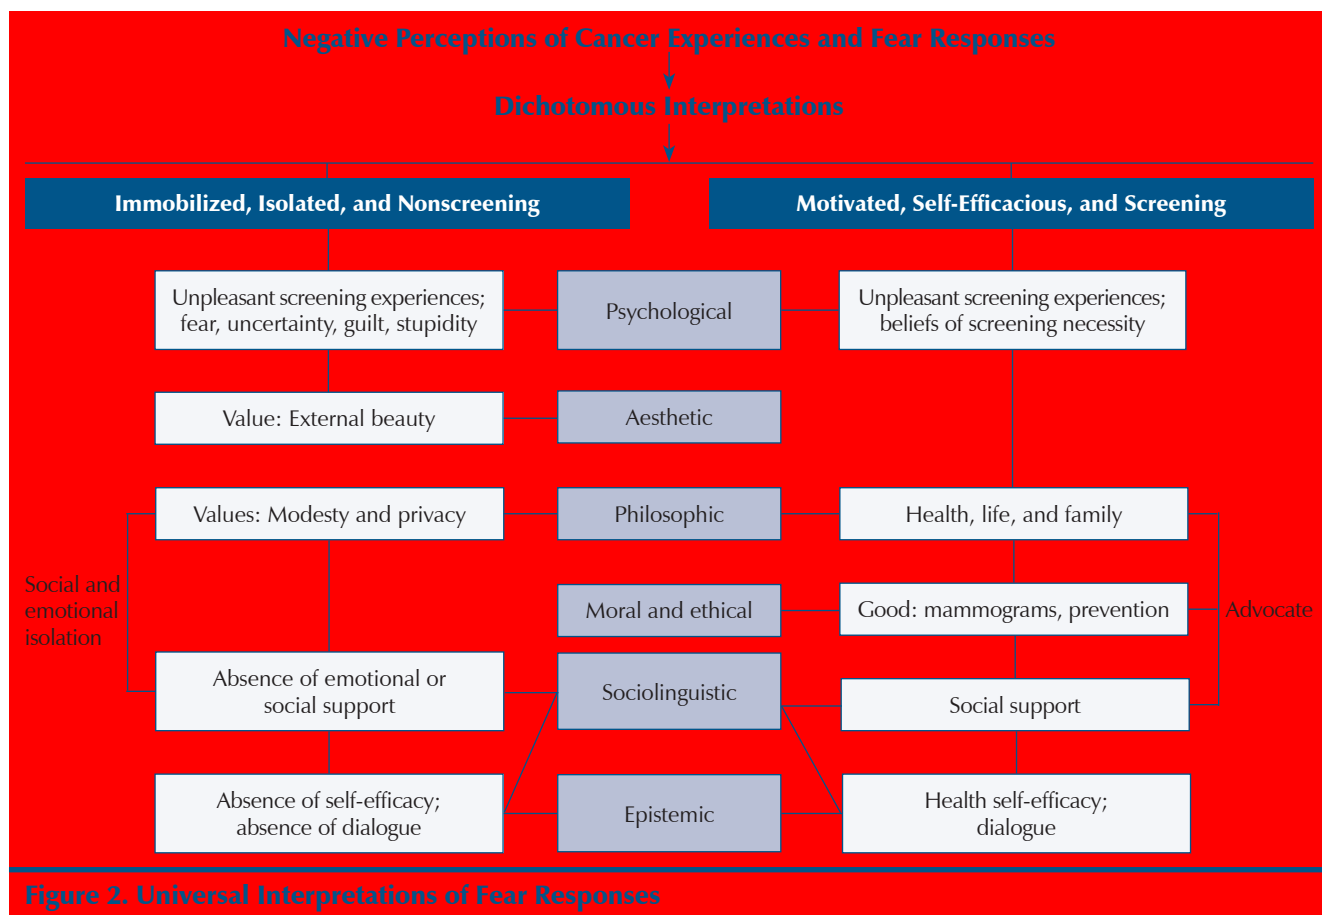 Negative Perceptions of Cancer Experiences and Fear Responses
Dichotomous Interpretations
Immobilized, Isolated, and Nonscreening
Motivated, Self-Efficacious, and Screening
Unpleasant screening experiences;
fear, uncertainty, guilt, stupidity
Psychological
Unpleasant screening experiences;
beliefs of screening necessity
Value: External beauty
Aesthetic
Values: Modesty and privacy
Philosophic
Health, life, and family
Social and
emotional
isolation
Moral and ethical
Good: mammograms, prevention
Advocate
Absence of emotional or
social support
Sociolinguistic
Social support
Absence of self-efficacy;
absence of dialogue
Epistemic
Health self-efficacy;
dialogue
Figure 2. Universal Interpretations of Fear Responses